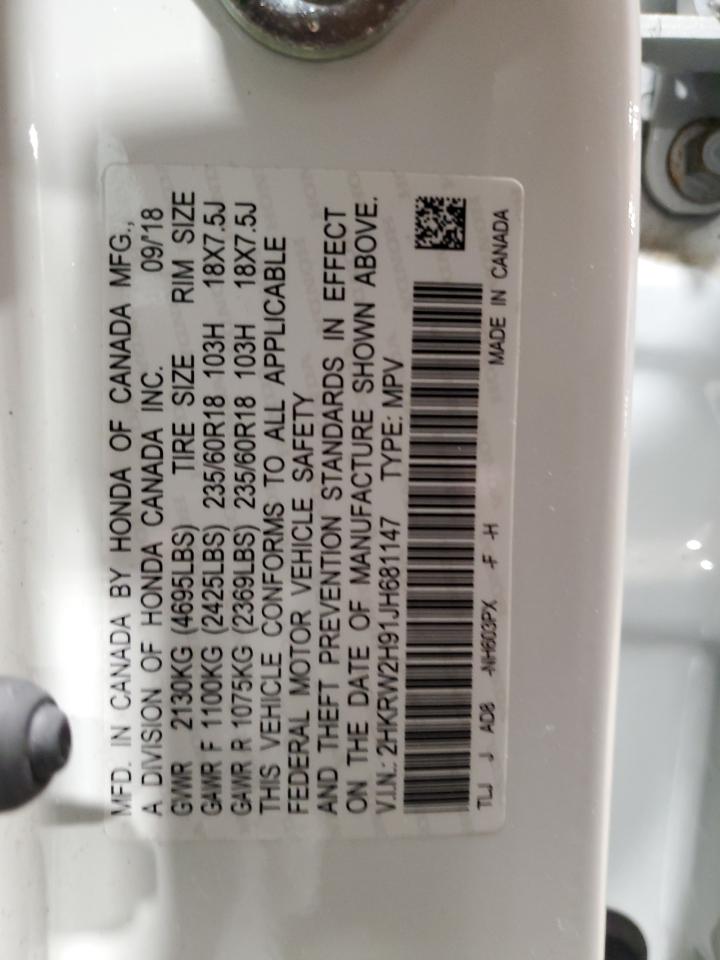 MFD. IN CANADA BY HONDA OF CANADA MFG.,
A DIVISION OF HONDA CANADA INC. 09/'18
GVWR 2130KG (4695LBS) TIRE SIZE RIM SIZE
GAWR F 1100KG (2425LBS) 235/60R18 103H 18X7.5J
GAWR R 1075KG (2369LBS) 235/60R18 103H 18X7.5J
THIS VEHICLE CONFORMS TO ALL APPLICABLE
FEDERAL MOTOR VEHICLE SAFETY
AND THEFT PREVENTION STANDARDS IN EFFECT
ON THE DATE OF MANUFACTURE SHOWN ABOVE.
V.I.N.: 2HKRW2H91JH681147 TYPE: MPV
TLJ J AD8 -NH603PX -F -H MADE IN CANADA